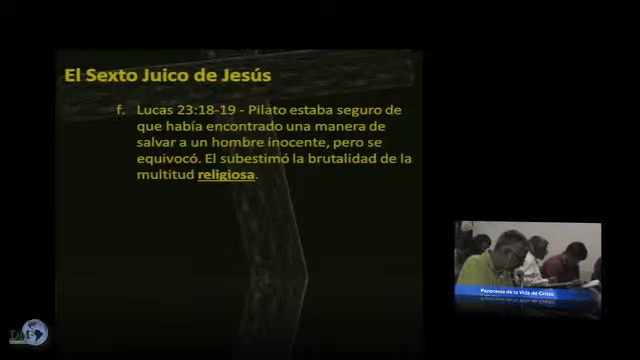 El Sexto Juico de Jesús
f. Lucas 23:18-19 - Pilato estaba seguro de
que había encontrado una manera de
salvar a un hombre inocente, pero se
equivocó. El subestimó la brutalidad de la
multitud religiosa.
Panorama de la Vida de Cristo